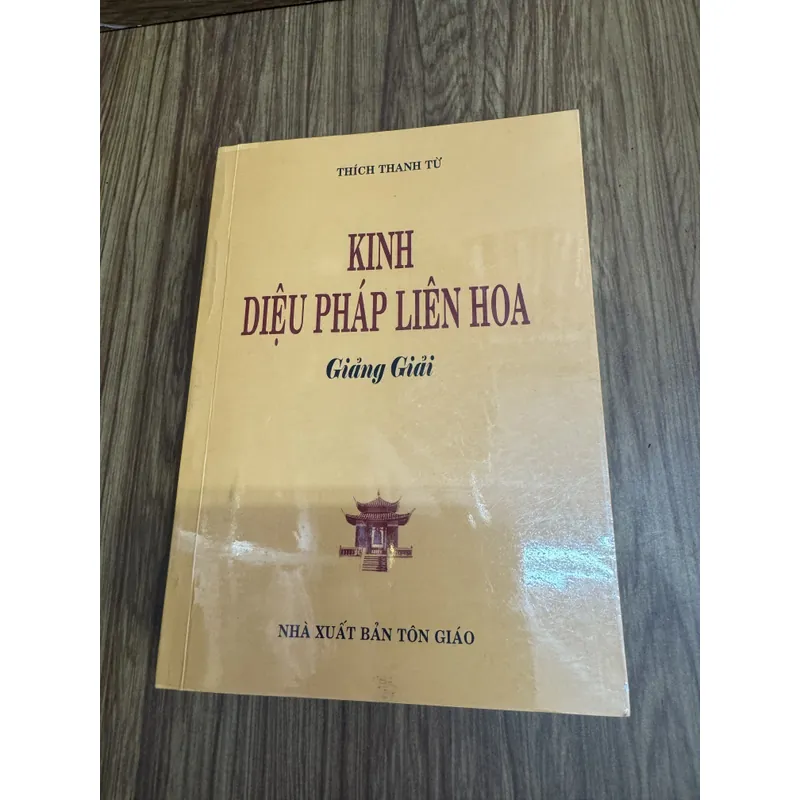 THÍCH THANH TỪ
KINH
DIỆU PHÁP LIÊN HOA
Giảng Giải
NHÀ XUẤT BẢN TÔN GIÁO